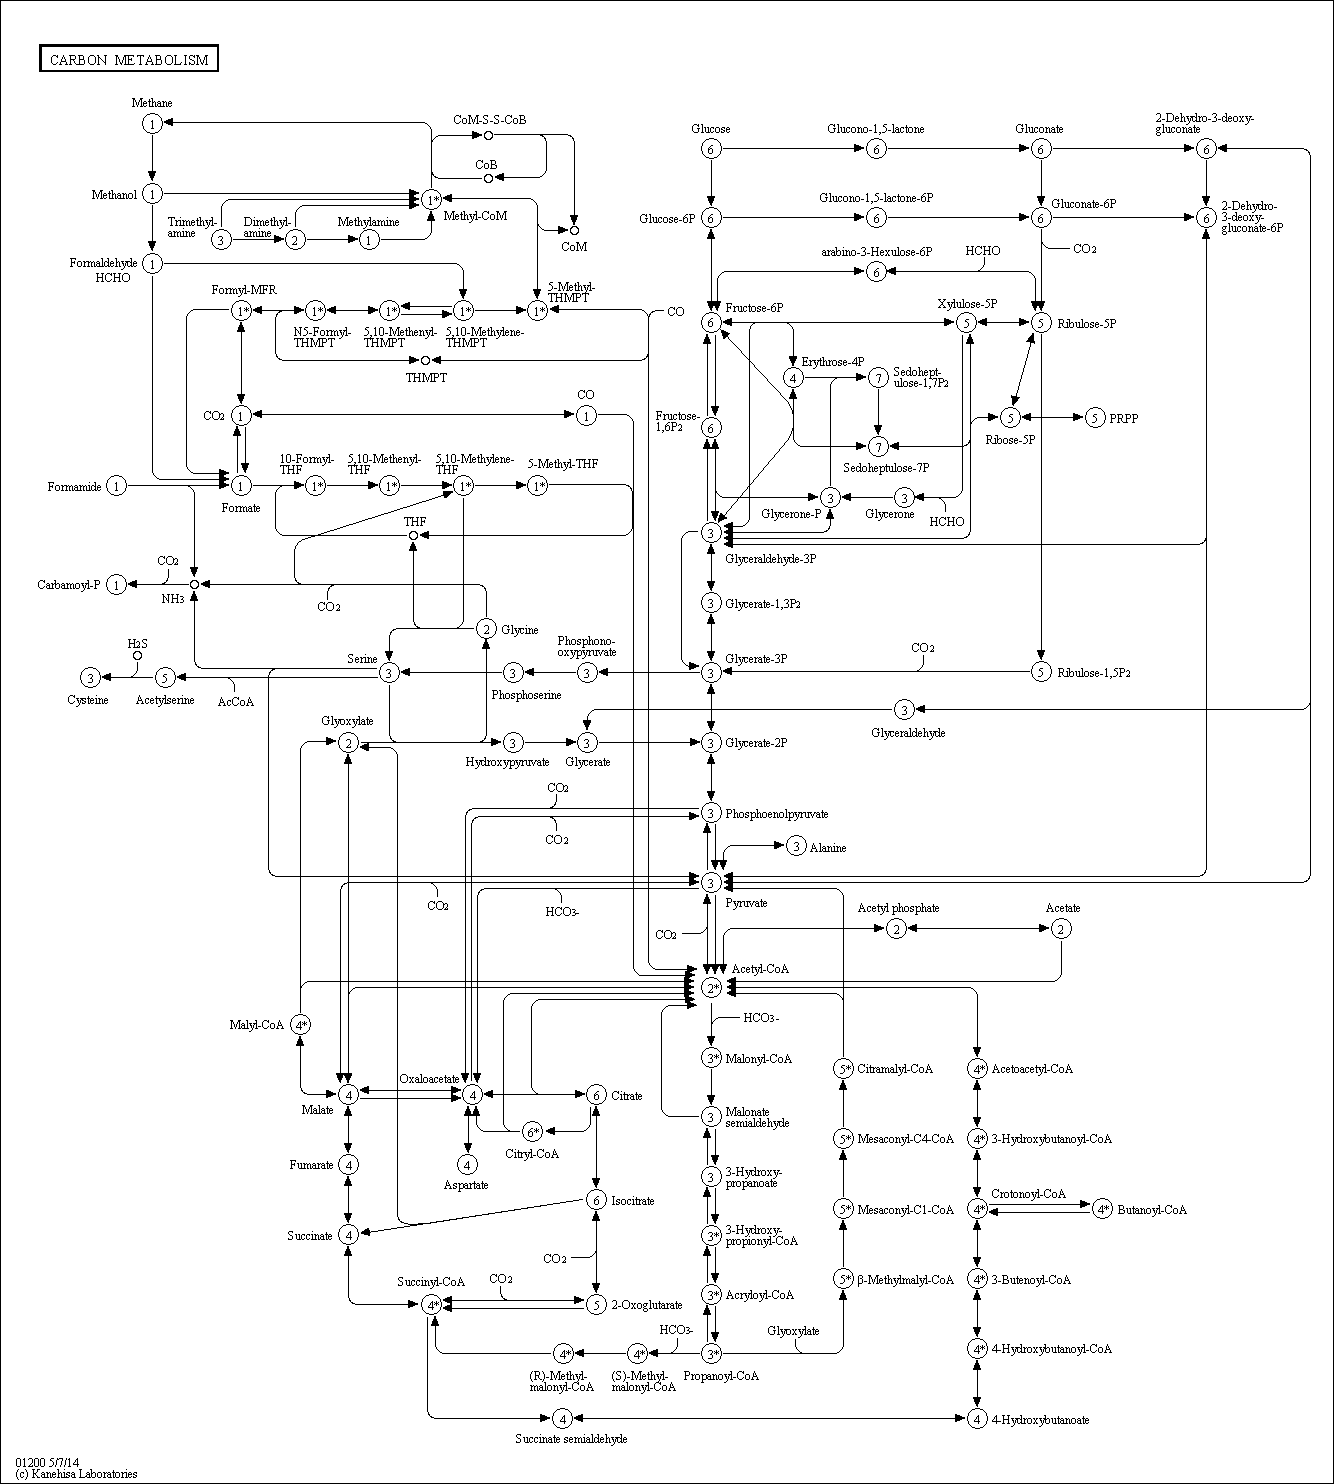 CARBON METABOLISM
Methane
1
CoM-S-S-CoB
CoB
Methanol
1
1*
Methyl-CoM
Trimethyl-
amine
3
Dimethyl-
amine
2
Methylamine
1
CoM
Formaldehyde
HCHO
1
Formyl-MFR
1*
1*
N5-Formyl-
THMPT
1*
5,10-Methenyl-
THMPT
1*
5,10-Methylene-
THMPT
5-Methyl-
THMPT
1*
CO
THMPT
CO2
1
CO
1
Formamide
1
1
Formate
10-Formyl-
THF
1*
5,10-Methenyl-
THF
1*
5,10-Methylene-
THF
1*
5-Methyl-THF
1*
THF
Carbamoyl-P
1
CO2
NH3
CO2
2
Glycine
H2S
3
Cysteine
5
Acetylserine
AcCoA
Serine
3
3
Phosphoserine
Phosphono-
oxypyruvate
3
Glyoxylate
2
3
Hydroxypyruvate
3
Glycerate
Glucose
6
Glucono-1,5-lactone
6
Gluconate
6
2-Dehydro-3-deoxy-
gluconate
6
Glucose-6P
6
Glucono-1,5-lactone-6P
6
Gluconate-6P
6
6
2-Dehydro-
3-deoxy-
gluconate-6P
CO2
arabino-3-Hexulose-6P
6
HCHO
Fructose-6P
6
Xylulose-5P
5
5
Ribulose-5P
Erythrose-4P
4
7
Sedohept-
ulose-1,7P2
Fructose-
1,6P2
6
7
Sedoheptulose-7P
5
Ribose-5P
5
PRPP
3
Glycerone-P
3
Glycerone
HCHO
3
Glyceraldehyde-3P
3
Glycerate-1,3P2
3
Glycerate-3P
CO2
5
Ribulose-1,5P2
3
Glyceraldehyde
3
Glycerate-2P
CO2
CO2
3
Phosphoenolpyruvate
3
Alanine
3
Pyruvate
CO2
HCO3-
CO2
Acetyl phosphate
2
Acetate
2
Acetyl-CoA
2*
Malyl-CoA
4*
HCO3-
3*
Malonyl-CoA
5*
Citramalyl-CoA
4*
Acetoacetyl-CoA
4
Malate
Oxaloacetate
4
6
Citrate
6*
Citryl-CoA
3
Malonate
semialdehyde
5*
Mesaconyl-C4-CoA
4*
3-Hydroxybutanoyl-CoA
Fumarate
4
4
Aspartate
3
3-Hydroxy-
propanoate
6
Isocitrate
5*
Mesaconyl-C1-CoA
Crotonoyl-CoA
4*
4*
Butanoyl-CoA
Succinate
4
3*
3-Hydroxy-
propionyl-CoA
CO2
Succinyl-CoA
4*
CO2
5
2-Oxoglutarate
3*
Acryloyl-CoA
5*
β-Methylmalyl-CoA
4*
3-Butenoyl-CoA
4*
(R)-Methyl-
malonyl-CoA
4*
(S)-Methyl-
malonyl-CoA
HCO3-
3*
Propanoyl-CoA
Glyoxylate
4*
4-Hydroxybutanoyl-CoA
4
Succinate semialdehyde
4
4-Hydroxybutanoate
01200 5/7/14
(c) Kanehisa Laboratories